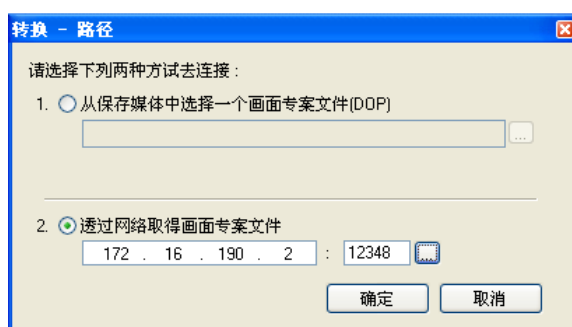 转换 - 路径
请选择下列两种方试去连接 :
1. 从保存媒体中选择一个画面专案文件(DOP)
...
2. 透过网络取得画面专案文件
172 . 16 . 190 . 2 : 12348 ...
确定 取消